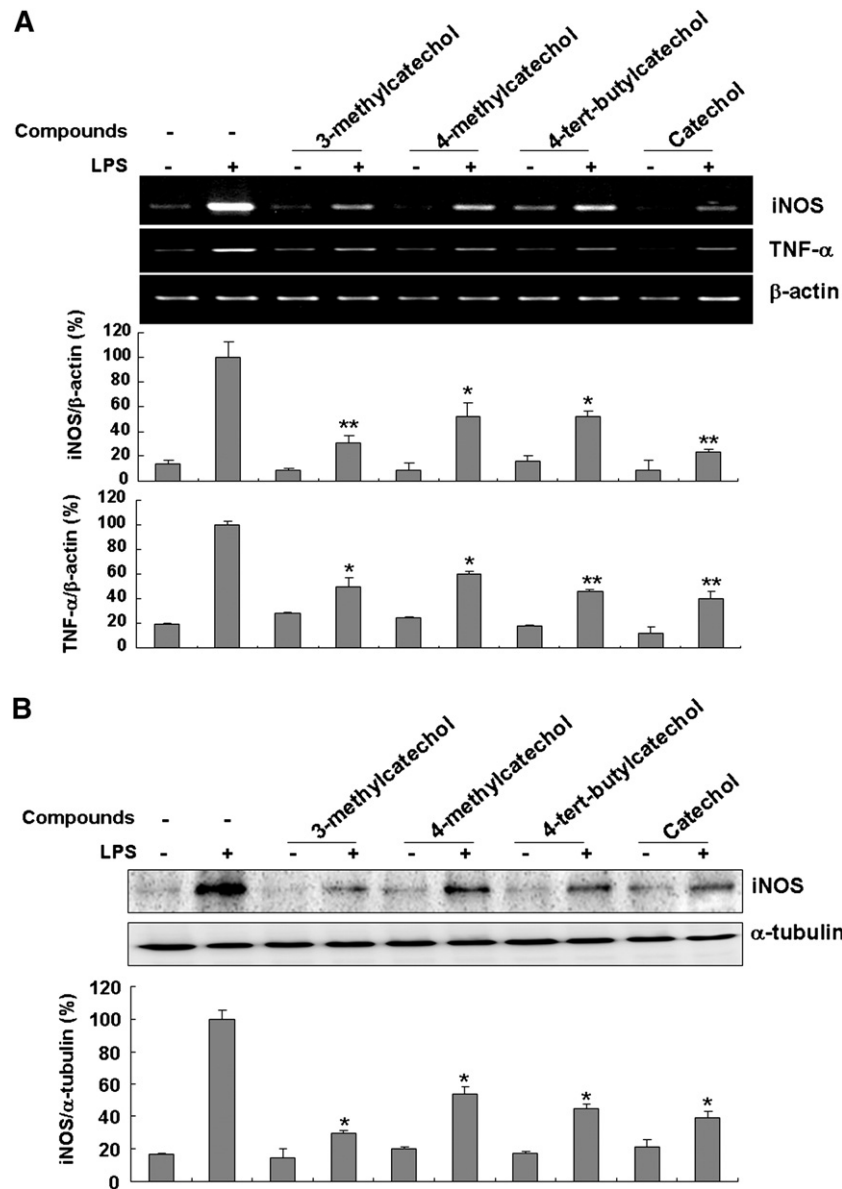 A
3-methylcatechol
4-methylcatechol
4-tert-butylcatechol
Catechol
Compounds - -
LPS - + - + - + - + - +
iNOS
TNF-α
β-actin
iNOS/β-actin (%)
120
100
80
60
40
20
0
** * * **
TNF-α/β-actin (%)
120
100
80
60
40
20
0
* * ** **
B
3-methylcatechol
4-methylcatechol
4-tert-butylcatechol
Catechol
Compounds - -
LPS - + - + - + - + - +
iNOS
α-tubulin
iNOS/α-tubulin (%)
120
100
80
60
40
20
0
* * * *